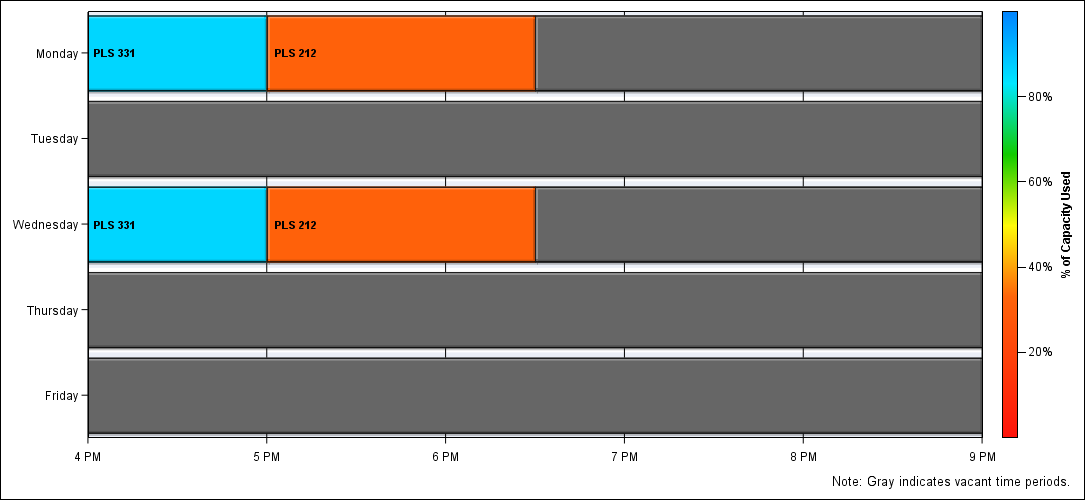 Monday
PLS 331
PLS 212
Tuesday
Wednesday
PLS 331
PLS 212
Thursday
Friday
4 PM
5 PM
6 PM
7 PM
8 PM
9 PM
80%
60%
40%
20%
% of Capacity Used
Note: Gray indicates vacant time periods.